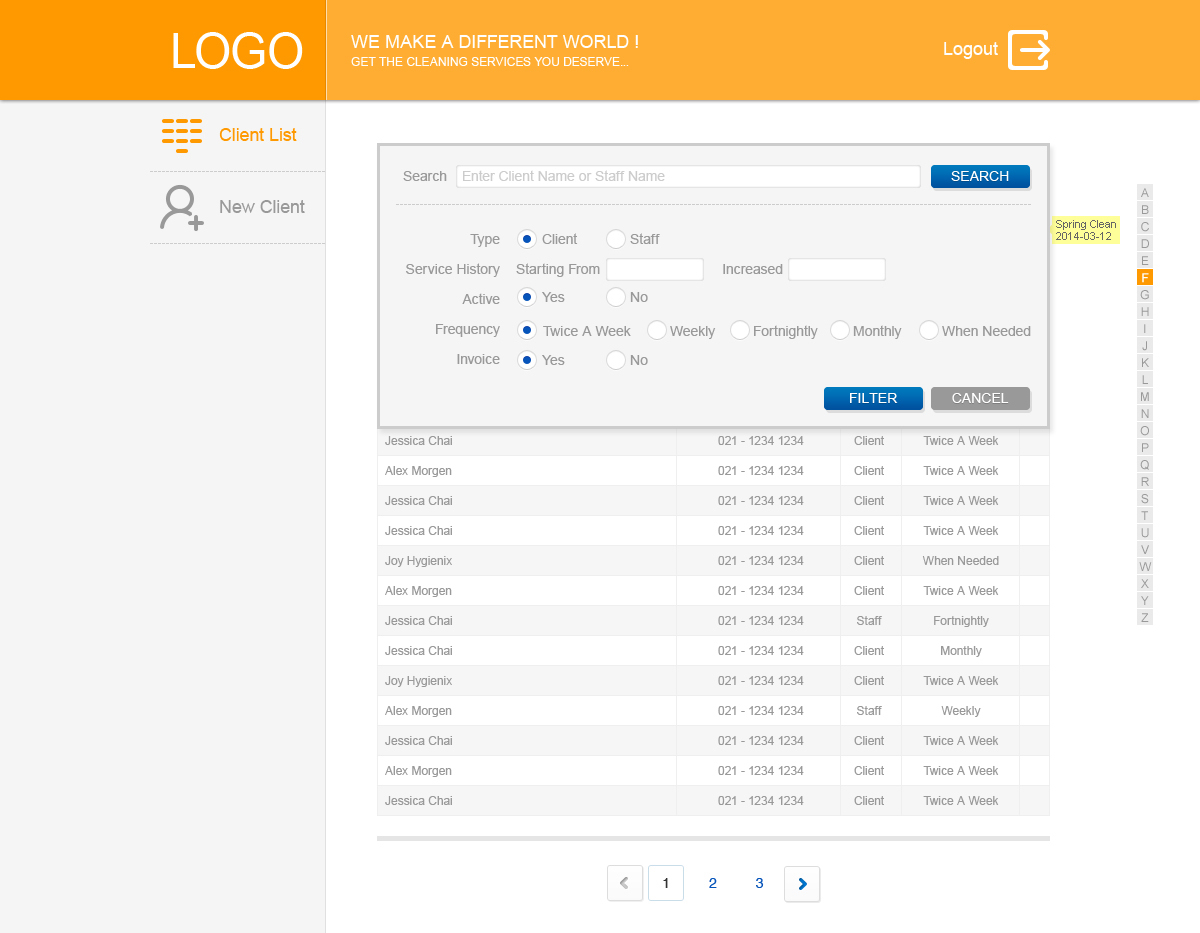 LOGO
WE MAKE A DIFFERENT WORLD !
GET THE CLEANING SERVICES YOU DESERVE...
Logout
Client List
New Client
Search Enter Client Name or Staff Name SEARCH
Type Client Staff
Service History Starting From Increased
Active Yes No
Frequency Twice A Week Weekly Fortnightly Monthly When Needed
Invoice Yes No
FILTER CANCEL
Spring Clean
2014-03-12
Jessica Chai 021 - 1234 1234 Client Twice A Week
Alex Morgen 021 - 1234 1234 Client Twice A Week
Jessica Chai 021 - 1234 1234 Client Twice A Week
Jessica Chai 021 - 1234 1234 Client Twice A Week
Joy Hygienix 021 - 1234 1234 Client When Needed
Alex Morgen 021 - 1234 1234 Client Twice A Week
Jessica Chai 021 - 1234 1234 Staff Fortnightly
Jessica Chai 021 - 1234 1234 Client Monthly
Joy Hygienix 021 - 1234 1234 Client Twice A Week
Alex Morgen 021 - 1234 1234 Staff Weekly
Jessica Chai 021 - 1234 1234 Client Twice A Week
Alex Morgen 021 - 1234 1234 Client Twice A Week
Jessica Chai 021 - 1234 1234 Client Twice A Week
1 2 3
A
B
C
D
E
F
G
H
I
J
K
L
M
N
O
P
Q
R
S
T
U
V
W
X
Y
Z